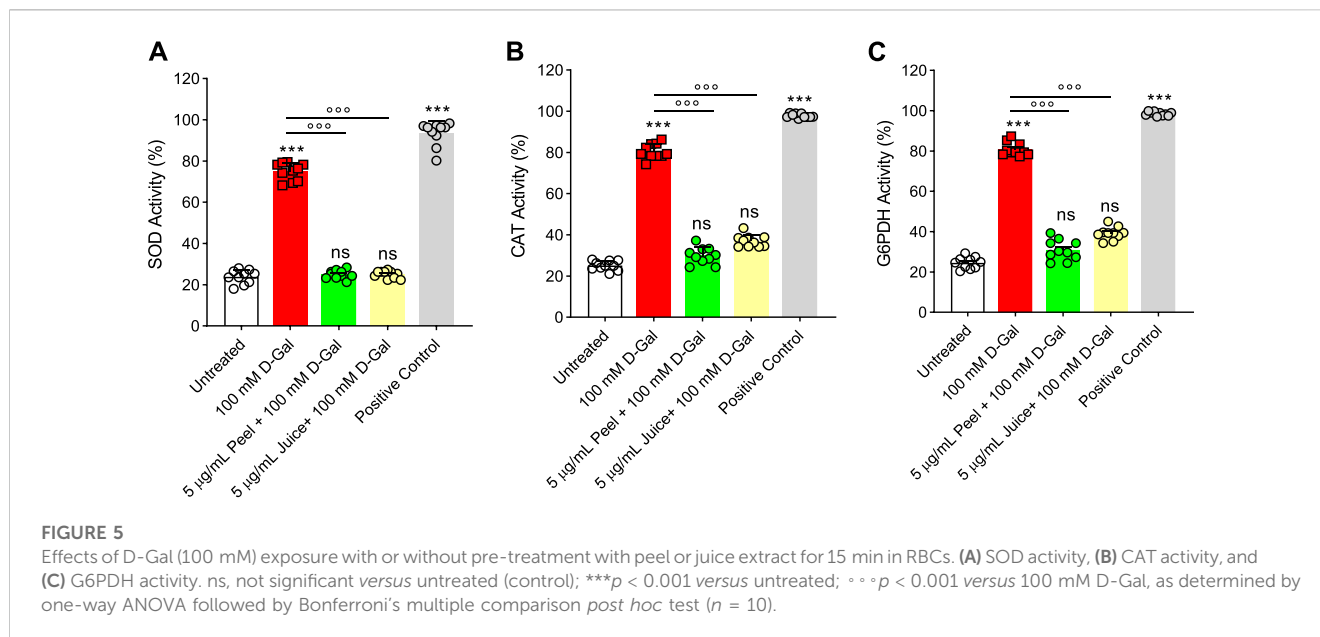 A
SOD Activity (%)
120
100
80
60
40
20
0
***
°°°
°°°
***
ns
ns
Untreated
100 mM D-Gal
5 µg/mL Peel + 100 mM D-Gal
5 µg/mL Juice+ 100 mM D-Gal
Positive Control
B
CAT Activity (%)
120
100
80
60
40
20
0
°°°
°°°
***
***
ns
ns
Untreated
100 mM D-Gal
5 µg/mL Peel + 100 mM D-Gal
5 µg/mL Juice+ 100 mM D-Gal
Positive Control
C
G6PDH Activity (%)
120
100
80
60
40
20
0
°°°
°°°
***
***
ns
ns
Untreated
100 mM D-Gal
5 µg/mL Peel + 100 mM D-Gal
5 µg/mL Juice+ 100 mM D-Gal
Positive Control
FIGURE 5
Effects of D-Gal (100 mM) exposure with or without pre-treatment with peel or juice extract for 15 min in RBCs. (A) SOD activity, (B) CAT activity, and
(C) G6PDH activity. ns, not significant versus untreated (control); ***p < 0.001 versus untreated; °°°p < 0.001 versus 100 mM D-Gal, as determined by
one-way ANOVA followed by Bonferroni's multiple comparison post hoc test (n = 10).